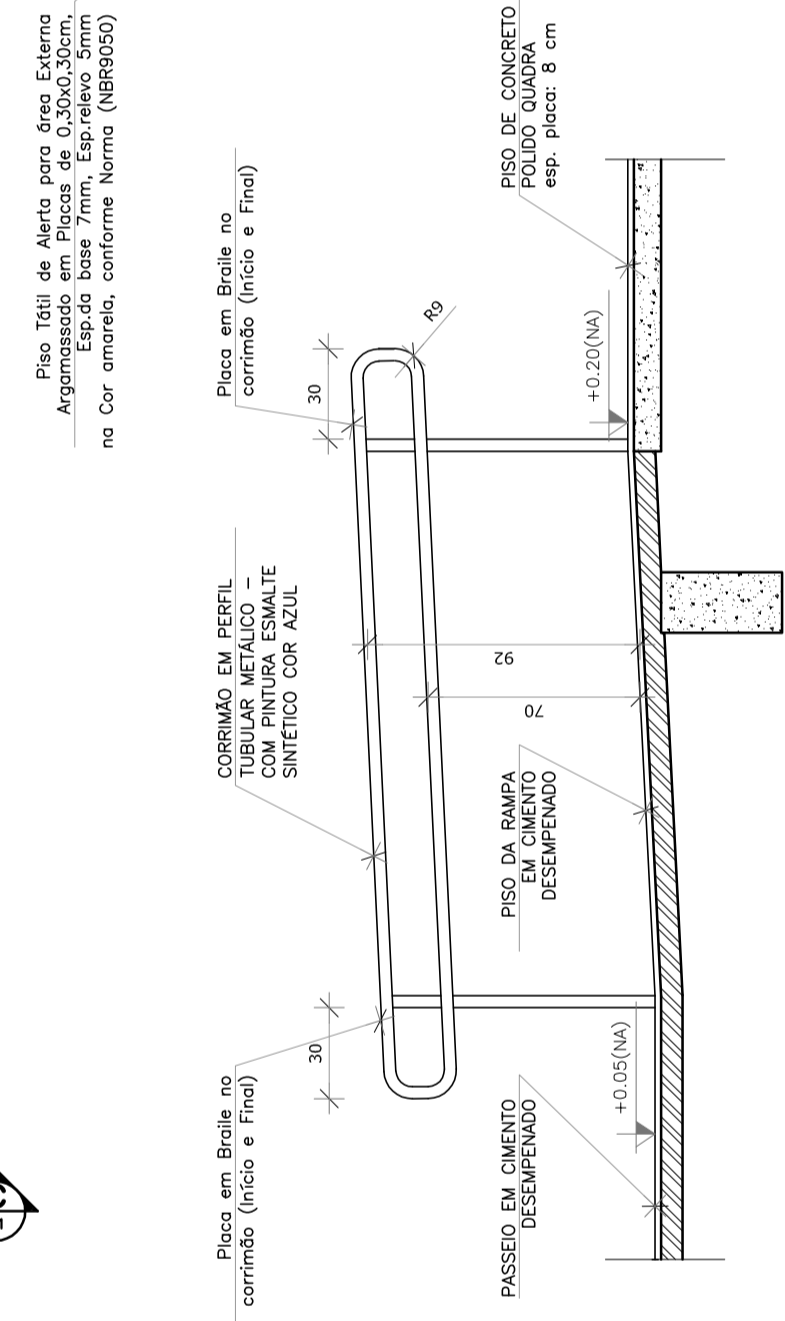 Piso Tátil de Alerta para área Externa
Argamassado em Placas de 0,30x0,30cm,
Esp.da base 7mm, Esp.relevo 5mm
na Cor amarela, conforme Norma (NBR9050)
Placa em Braile no
corrimão (Início e Final)
30
CORRIMÃO EM PERFIL
TUBULAR METÁLICO –
COM PINTURA ESMALTE
SINTÉTICO COR AZUL
Placa em Braile no
corrimão (Início e Final)
30
R9
92
70
PASSEIO EM CIMENTO
DESEMPENADO
+0.05(NA)
PISO DA RAMPA
EM CIMENTO
DESEMPENADO
+0.20(NA)
PISO DE CONCRETO
POLIDO QUADRA
esp. placa: 8 cm